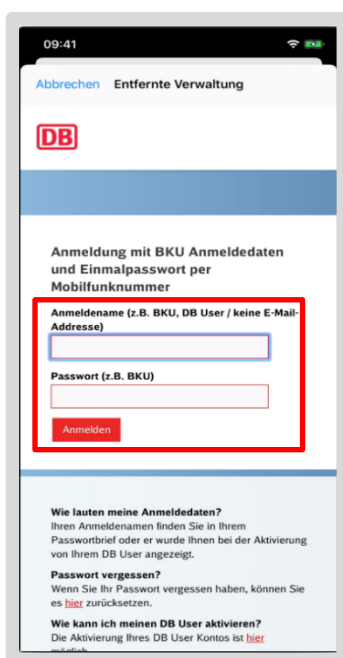 09:41
Abbrechen Entfernte Verwaltung
DB
Anmeldung mit BKU Anmeldedaten
und Einmalpasswort per
Mobilfunknummer
Anmeldename (z.B. BKU, DB User / keine E-Mail-
Addresse)
Passwort (z.B. BKU)
Anmelden
Wie lauten meine Anmeldedaten?
Ihren Anmeldenamen finden Sie in Ihrem
Passwortbrief oder er wurde Ihnen bei der Aktivierung
von Ihrem DB User angezeigt.
Passwort vergessen?
Wenn Sie Ihr Passwort vergessen haben, können Sie
es hier zurücksetzen.
Wie kann ich meinen DB User aktivieren?
Die Aktivierung Ihres DB User Kontos ist hier